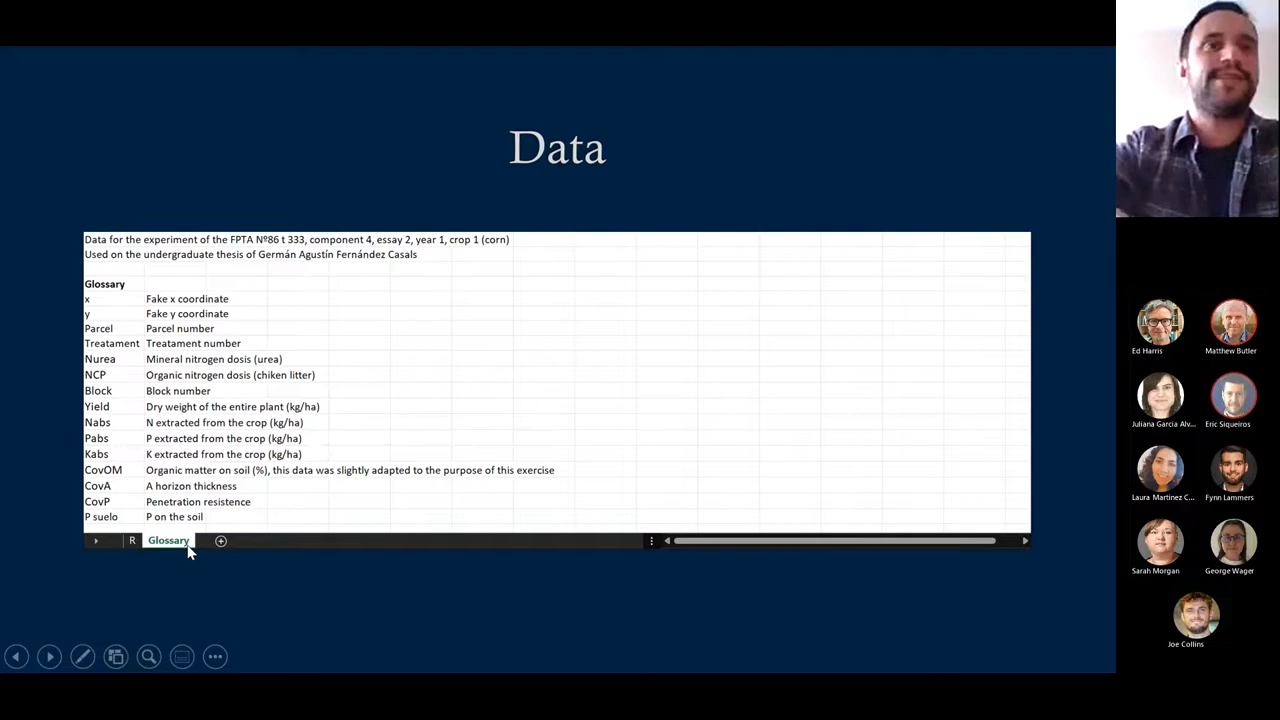 Data
Data for the experiment of the FPTA Nº86 t 333, component 4, essay 2, year 1, crop 1 (corn)
Used on the undergraduate thesis of Germán Agustín Fernández Casals
Glossary
x Fake x coordinate
y Fake y coordinate
Parcel Parcel number
Treatament Treatament number
Nurea Mineral nitrogen dosis (urea)
NCP Organic nitrogen dosis (chiken litter)
Block Block number
Yield Dry weight of the entire plant (kg/ha)
Nabs N extracted from the crop (kg/ha)
Pabs P extracted from the crop (kg/ha)
Kabs K extracted from the crop (kg/ha)
CovOM Organic matter on soil (%), this data was slightly adapted to the purpose of this exercise
CovA A horizon thickness
CovP Penetration resistence
P suelo P on the soil
R Glossary
Ed Harris Matthew Butler
Juliana Garcia Alv... Eric Siqueiros
Laura Martinez C... Fynn Lammers
Sarah Morgan George Wager
Joe Collins